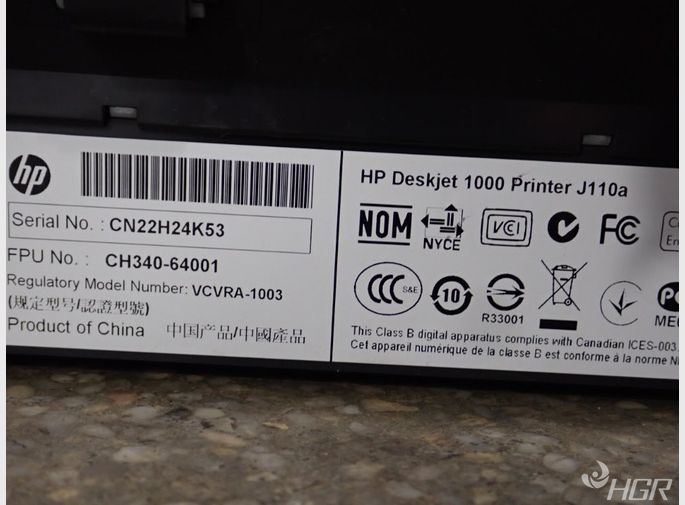 hp
Serial No. : CN22H24K53
FPU No. : CH340-64001
Regulatory Model Number: VCVRA-1003
(规定型号/認證型號)
Product of China 中国产品/中國產品
HP Deskjet 1000 Printer J110a
NOM NYCE VCI FC
CCC S&E 10 R33001
This Class B digital apparatus complies with Canadian ICES-003
Cet appareil numérique de la classe B est conforme à la norme
HGR